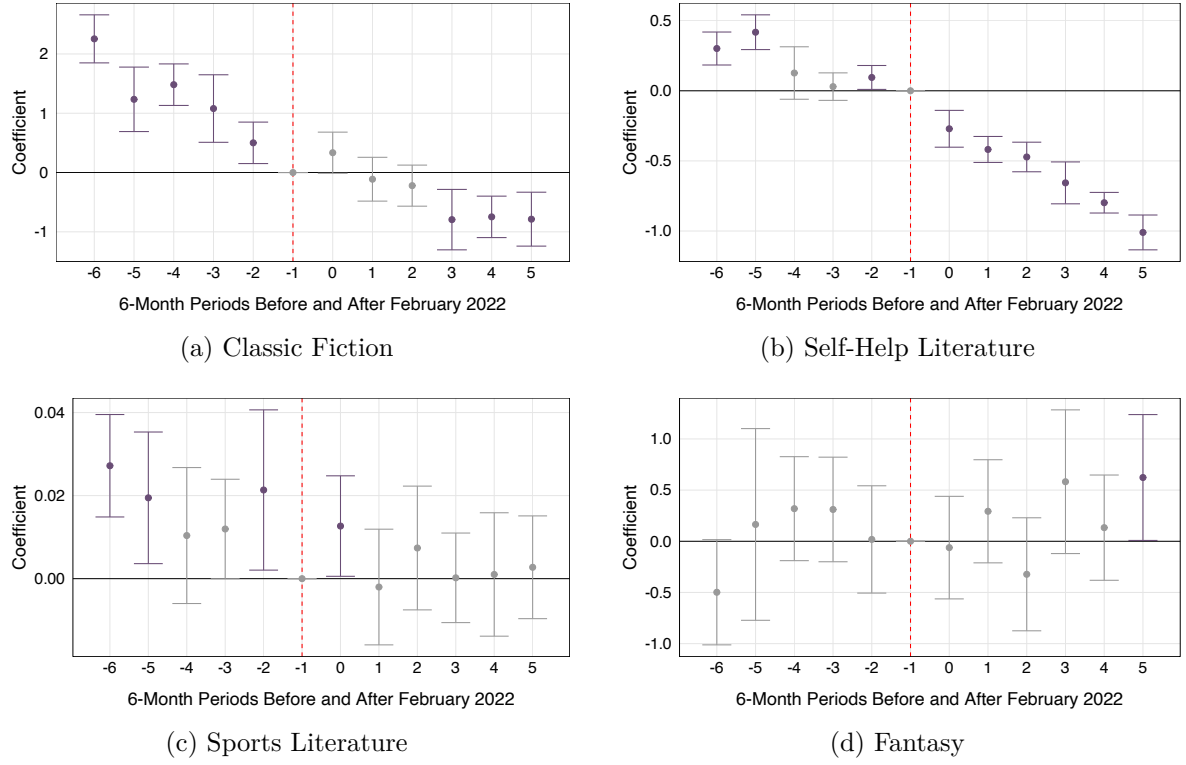 2
1
0
-1
Coefficient
-6 -5 -4 -3 -2 -1 0 1 2 3 4 5
6-Month Periods Before and After February 2022
(a) Classic Fiction
0.5
0.0
-0.5
-1.0
Coefficient
-6 -5 -4 -3 -2 -1 0 1 2 3 4 5
6-Month Periods Before and After February 2022
(b) Self-Help Literature
0.04
0.02
0.00
Coefficient
-6 -5 -4 -3 -2 -1 0 1 2 3 4 5
6-Month Periods Before and After February 2022
(c) Sports Literature
1.0
0.5
0.0
-0.5
-1.0
Coefficient
-6 -5 -4 -3 -2 -1 0 1 2 3 4 5
6-Month Periods Before and After February 2022
(d) Fantasy